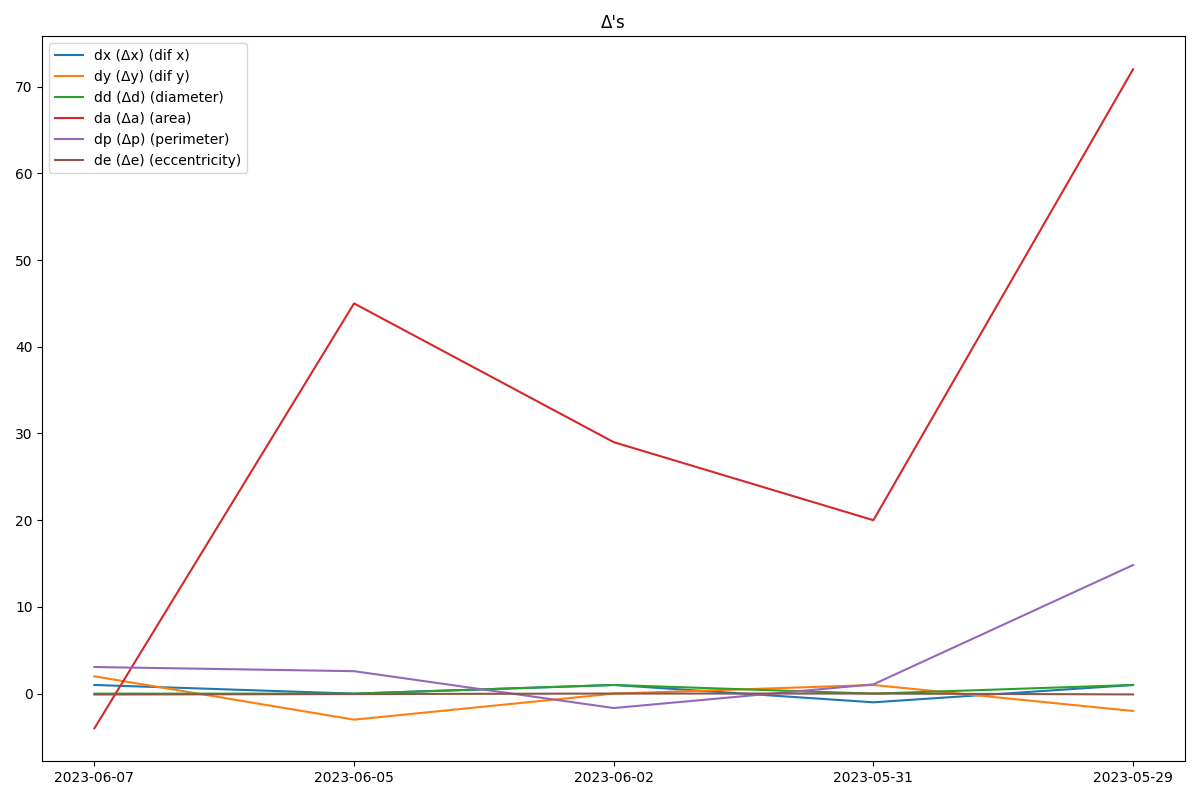 Δ's
dx (Δx) (dif x)
dy (Δy) (dif y)
dd (Δd) (diameter)
da (Δa) (area)
dp (Δp) (perimeter)
de (Δe) (eccentricity)
70
60
50
40
30
20
10
0
2023-06-07 2023-06-05 2023-06-02 2023-05-31 2023-05-29